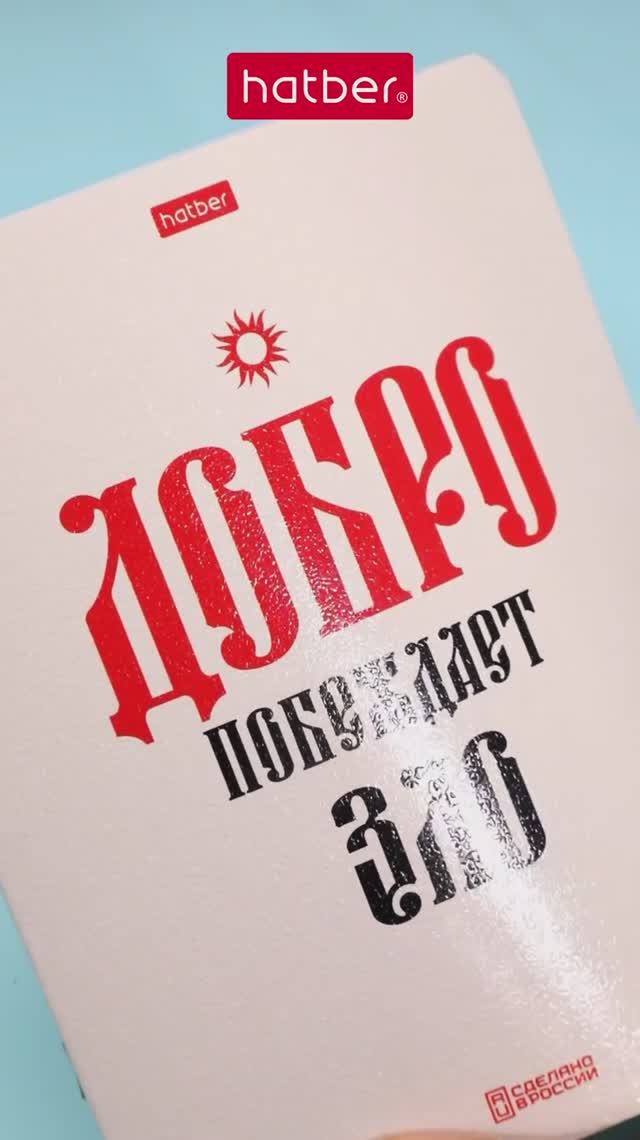 hatber®
hatber
ДОБРО
ПОБЕЖДАЕТ
ЗЛО
СДЕЛАНО
В РОССИИ